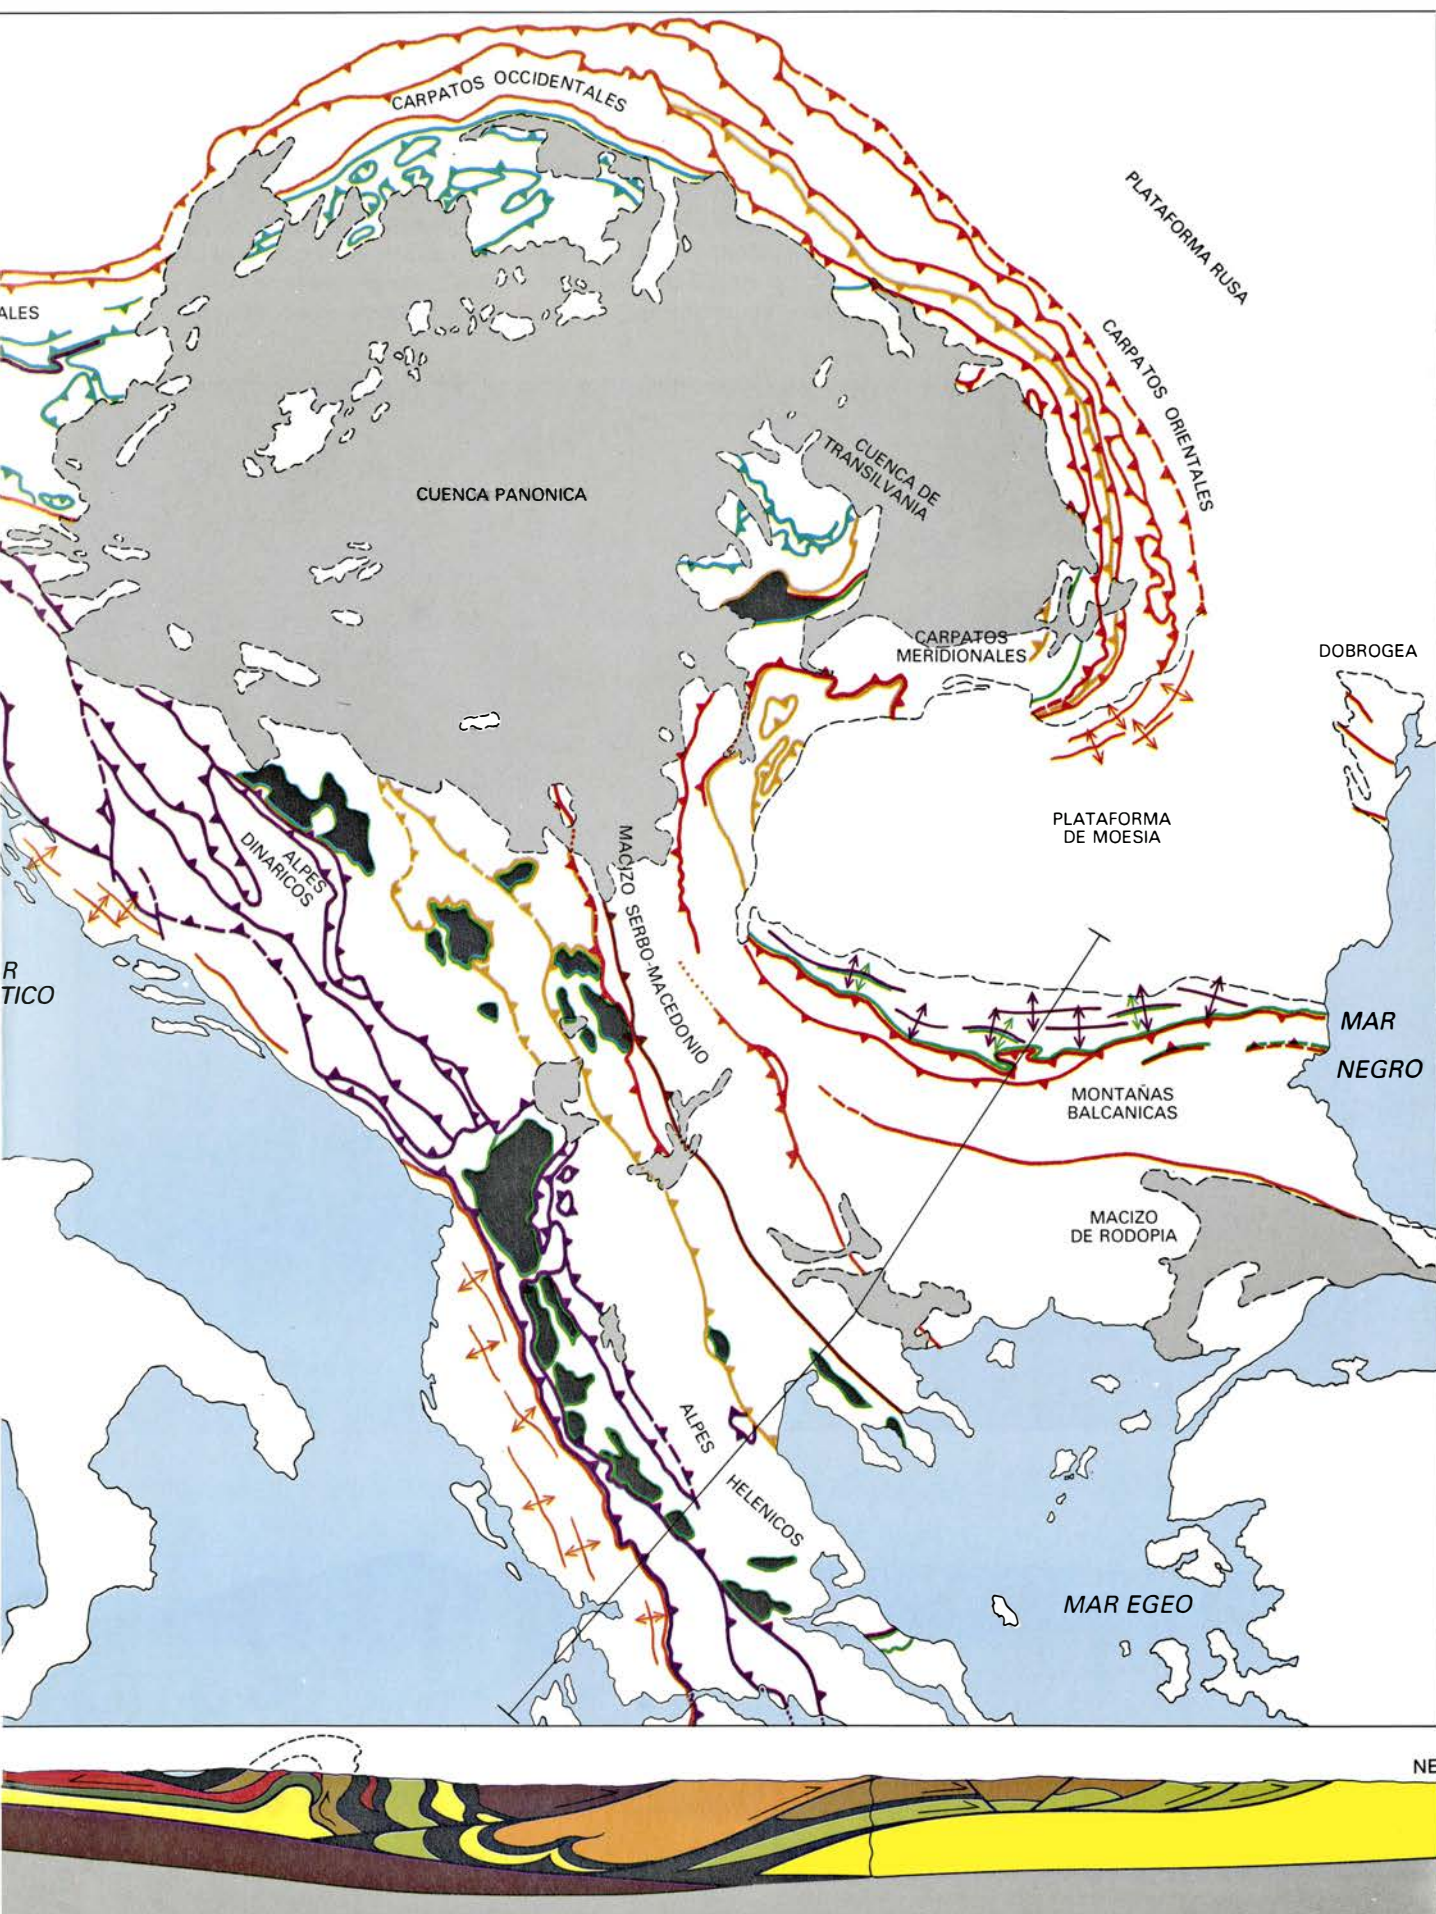 CARPATOS OCCIDENTALES
PLATAFORMA RUSA
ALES
CARPATOS ORIENTALES
CUENCA DE
TRANSILVANIA
CUENCA PANONICA
CARPATOS
MERIDIONALES
DOBROGEA
PLATAFORMA
DE MOESIA
ALPES
DINARICOS
MACIZO SERBO-MACEDONIO
R
TICO
MAR
NEGRO
MONTAÑAS
BALCANICAS
MACIZO
DE RODOPIA
ALPES HELENICOS
MAR EGEO
NE